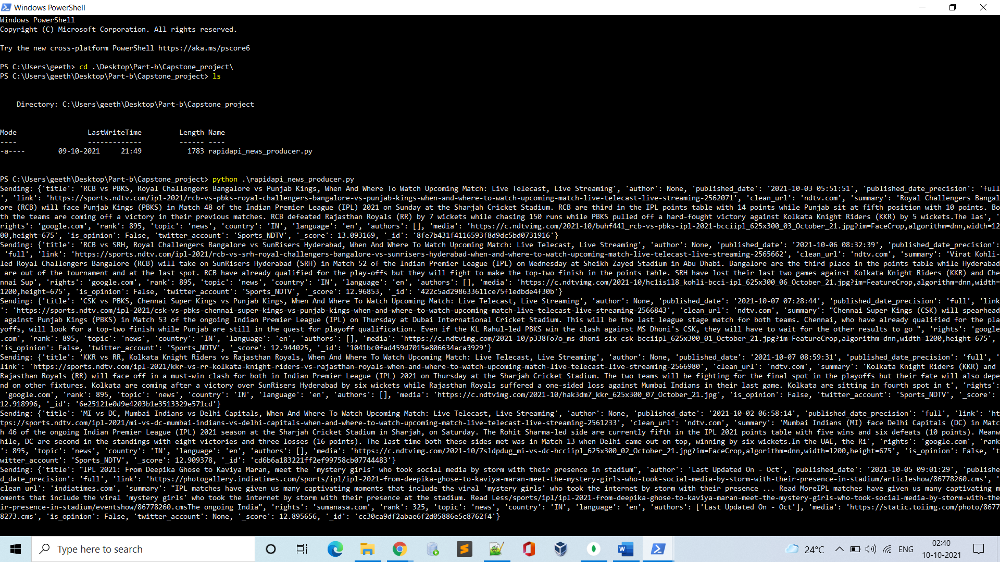 Windows PowerShell
Windows PowerShell
Copyright (C) Microsoft Corporation. All rights reserved.
Try the new cross-platform PowerShell https://aka.ms/pscore6
PS C:\Users\geeth> cd .\Desktop\Part-b\Capstone_project\
PS C:\Users\geeth\Desktop\Part-b\Capstone_project> ls
Directory: C:\Users\geeth\Desktop\Part-b\Capstone_project
Mode LastWriteTime Length Name
---- ------------- ------ ----
-a---- 09-10-2021 21:49 1783 rapidapi_news_producer.py
PS C:\Users\geeth\Desktop\Part-b\Capstone_project> python .\rapidapi_news_producer.py
Sending: {'title': 'RCB vs PBKS, Royal Challengers Bangalore vs Punjab Kings, When And Where To Watch Upcoming Match: Live Telecast, Live Streaming', 'author': None, 'published_date': '2021-10-03 05:51:51', 'published_date_precision': 'full
', 'link': 'https://sports.ndtv.com/ipl-2021/rcb-vs-pbks-royal-challengers-bangalore-vs-punjab-kings-when-and-where-to-watch-upcoming-match-live-telecast-live-streaming-2562071', 'clean_url': 'ndtv.com', 'summary': 'Royal Challengers Bangal
ore (RCB) will face Punjab Kings (PBKS) in Match 48 of the Indian Premier League (IPL) 2021 on Sunday at the Sharjah Cricket Stadium. RCB are third in the IPL points table with 14 points while Punjab sit at fifth position with 10 points. Bo
th the teams are coming off a victory in their previous matches. RCB defeated Rajasthan Royals (RR) by 7 wickets while chasing 150 runs while PBKS pulled off a hard-fought victory against Kolkata Knight Riders (KKR) by 5 wickets.The las', '
rights': 'google.com', 'rank': 895, 'topic': 'news', 'country': 'IN', 'language': 'en', 'authors': [], 'media': 'https://c.ndtvimg.com/2021-10/buhf44l_rcb-vs-pbks-ipl-2021-bcciipl_625x300_03_October_21.jpg?im=FaceCrop,algorithm=dnn,width=12
00,height=675', 'is_opinion': False, 'twitter_account': 'Sports_NDTV', '_score': 13.093169, '_id': '8fe7b431f4116593f8d9dc5bd0731916'}
Sending: {'title': 'RCB vs SRH, Royal Challengers Bangalore vs SunRisers Hyderabad, When And Where To Watch Upcoming Match: Live Telecast, Live Streaming', 'author': None, 'published_date': '2021-10-06 08:32:39', 'published_date_precision':
'full', 'link': 'https://sports.ndtv.com/ipl-2021/rcb-vs-srh-royal-challengers-bangalore-vs-sunrisers-hyderabad-when-and-where-to-watch-upcoming-match-live-telecast-live-streaming-2565662', 'clean_url': 'ndtv.com', 'summary': 'Virat Kohli-
led Royal Challengers Bangalore (RCB) will take on SunRisers Hyderabad (SRH) in Match 52 of the Indian Premier League (IPL) on Wednesday at Sheikh Zayed Stadium in Abu Dhabi. Bangalore are the third place in the points table while Hyderabad
are out of the tournament and at the last spot. RCB have already qualified for the play-offs but they will fight to make the top-two finish in the points table. SRH have lost their last two games against Kolkata Knight Riders (KKR) and Che
nnai Sup', 'rights': 'google.com', 'rank': 895, 'topic': 'news', 'country': 'IN', 'language': 'en', 'authors': [], 'media': 'https://c.ndtvimg.com/2021-10/hc1is1l8_kohli-bcci-ipl_625x300_06_October_21.jpg?im=FeatureCrop,algorithm=dnn,width=
1200,height=675', 'is_opinion': False, 'twitter_account': 'Sports_NDTV', '_score': 12.96853, '_id': '422c5ad298633611ce75f1edbde4f30b'}
Sending: {'title': 'CSK vs PBKS, Chennai Super Kings vs Punjab Kings, When And Where To Watch Upcoming Match: Live Telecast, Live Streaming', 'author': None, 'published_date': '2021-10-07 07:28:44', 'published_date_precision': 'full', 'link
': 'https://sports.ndtv.com/ipl-2021/csk-vs-pbks-chennai-super-kings-vs-punjab-kings-when-and-where-to-watch-upcoming-match-live-telecast-live-streaming-2566843', 'clean_url': 'ndtv.com', 'summary': "Chennai Super Kings (CSK) will spearhead
against Punjab Kings (PBKS) in Match 53 of the ongoing Indian Premier League (IPL) on Thursday at Dubai International Cricket Stadium. This will be the last league stage match for both teams. Chennai, who have already qualified for the pla
yoffs, will look for a top-two finish while Punjab are still in the quest for playoff qualification. Even if the KL Rahul-led PBKS win the clash against MS Dhoni's CSK, they will have to wait for the other results to go ", 'rights': 'google
.com', 'rank': 895, 'topic': 'news', 'country': 'IN', 'language': 'en', 'authors': [], 'media': 'https://c.ndtvimg.com/2021-10/p338fo7o_ms-dhoni-six-csk-bcciipl_625x300_01_October_21.jpg?im=FeatureCrop,algorithm=dnn,width=1200,height=675',
'is_opinion': False, 'twitter_account': 'Sports_NDTV', '_score': 12.944025, '_id': '1041bc0fad459d7015e806634aca3929'}
Sending: {'title': 'KKR vs RR, Kolkata Knight Riders vs Rajasthan Royals, When And Where To Watch Upcoming Match: Live Telecast, Live Streaming', 'author': None, 'published_date': '2021-10-07 08:59:31', 'published_date_precision': 'full', '
link': 'https://sports.ndtv.com/ipl-2021/kkr-vs-rr-kolkata-knight-riders-vs-rajasthan-royals-when-and-where-to-watch-upcoming-match-live-telecast-live-streaming-2566980', 'clean_url': 'ndtv.com', 'summary': 'Kolkata Knight Riders (KKR) and
Rajasthan Royals (RR) will face off in a must-win clash for both in Indian Premier League (IPL) 2021 on Thursday at the Sharjah Cricket Stadium. The two teams will be fighting for the final spot in the playoffs but their fate will also depe
nd on other fixtures. Kolkata are coming after a victory over SunRisers Hyderabad by six wickets while Rajasthan Royals suffered a one-sided loss against Mumbai Indians in their last game. Kolkata are sitting in fourth spot in t', 'rights':
'google.com', 'rank': 895, 'topic': 'news', 'country': 'IN', 'language': 'en', 'authors': [], 'media': 'https://c.ndtvimg.com/2021-10/hak3dm7_kkr_625x300_07_October_21.jpg', 'is_opinion': False, 'twitter_account': 'Sports_NDTV', '_score':
12.918996, '_id': '6e25121e0d9e4203b1e3513329e571cd'}
Sending: {'title': 'MI vs DC, Mumbai Indians vs Delhi Capitals, When And Where To Watch Upcoming Match: Live Telecast, Live Streaming', 'author': None, 'published_date': '2021-10-02 06:58:14', 'published_date_precision': 'full', 'link': 'ht
tps://sports.ndtv.com/ipl-2021/mi-vs-dc-mumbai-indians-vs-delhi-capitals-when-and-where-to-watch-upcoming-match-live-telecast-live-streaming-2561233', 'clean_url': 'ndtv.com', 'summary': 'Mumbai Indians (MI) face Delhi Capitals (DC) in Matc
h 46 of the ongoing Indian Premier League (IPL) 2021 season at the Sharjah Cricket Stadium in Sharjah, on Saturday. The Rohit Sharma-led side are currently fifth in the IPL 2021 points table with five wins and six defeats (10 points). Meanw
hile, DC are second in the standings with eight victories and three losses (16 points). The last time both these sides met was in Match 13 when Delhi came out on top, winning by six wickets.In the UAE, the Ri', 'rights': 'google.com', 'rank
': 895, 'topic': 'news', 'country': 'IN', 'language': 'en', 'authors': [], 'media': 'https://c.ndtvimg.com/2021-10/7sldpdug_mi-vs-dc-bcciipl_625x300_02_October_21.jpg?im=FaceCrop,algorithm=dnn,width=1200,height=675', 'is_opinion': False, 't
witter_account': 'Sports_NDTV', '_score': 12.909378, '_id': 'cd6b6a183221ff2ef99758cb07744483'}
Sending: {'title': "IPL 2021: From Deepika Ghose to Kaviya Maran, meet the 'mystery girls' who took social media by storm with their presence in stadium", 'author': 'Last Updated On - Oct', 'published_date': '2021-10-05 09:01:29', 'publishe
d_date_precision': 'full', 'link': 'https://photogallery.indiatimes.com/sports/ipl/ipl-2021-from-deepika-ghose-to-kaviya-maran-meet-the-mystery-girls-who-took-social-media-by-storm-with-their-presence-in-stadium/articleshow/86778260.cms', '
clean_url': 'indiatimes.com', 'summary': "IPL matches have given us many captivating moments that include the viral 'mystery girls' who took the internet by storm with their presence ... Read MoreIPL matches have given us many captivating m
oments that include the viral 'mystery girls' who took the internet by storm with their presence at the stadium. Read Less/sports/ipl/ipl-2021-from-deepika-ghose-to-kaviya-maran-meet-the-mystery-girls-who-took-social-media-by-storm-with-the
ir-presence-in-stadium/eventshow/86778260.cmsThe ongoing India", 'rights': 'sumanasa.com', 'rank': 325, 'topic': 'news', 'country': 'IN', 'language': 'en', 'authors': ['Last Updated On - Oct'], 'media': 'https://static.toiimg.com/photo/8677
8273.cms', 'is_opinion': False, 'twitter_account': None, '_score': 12.895656, '_id': 'cc30ca9df2abae6f2d05886e5c8762f4'}
Type here to search
24°C
ENG
02:40
10-10-2021